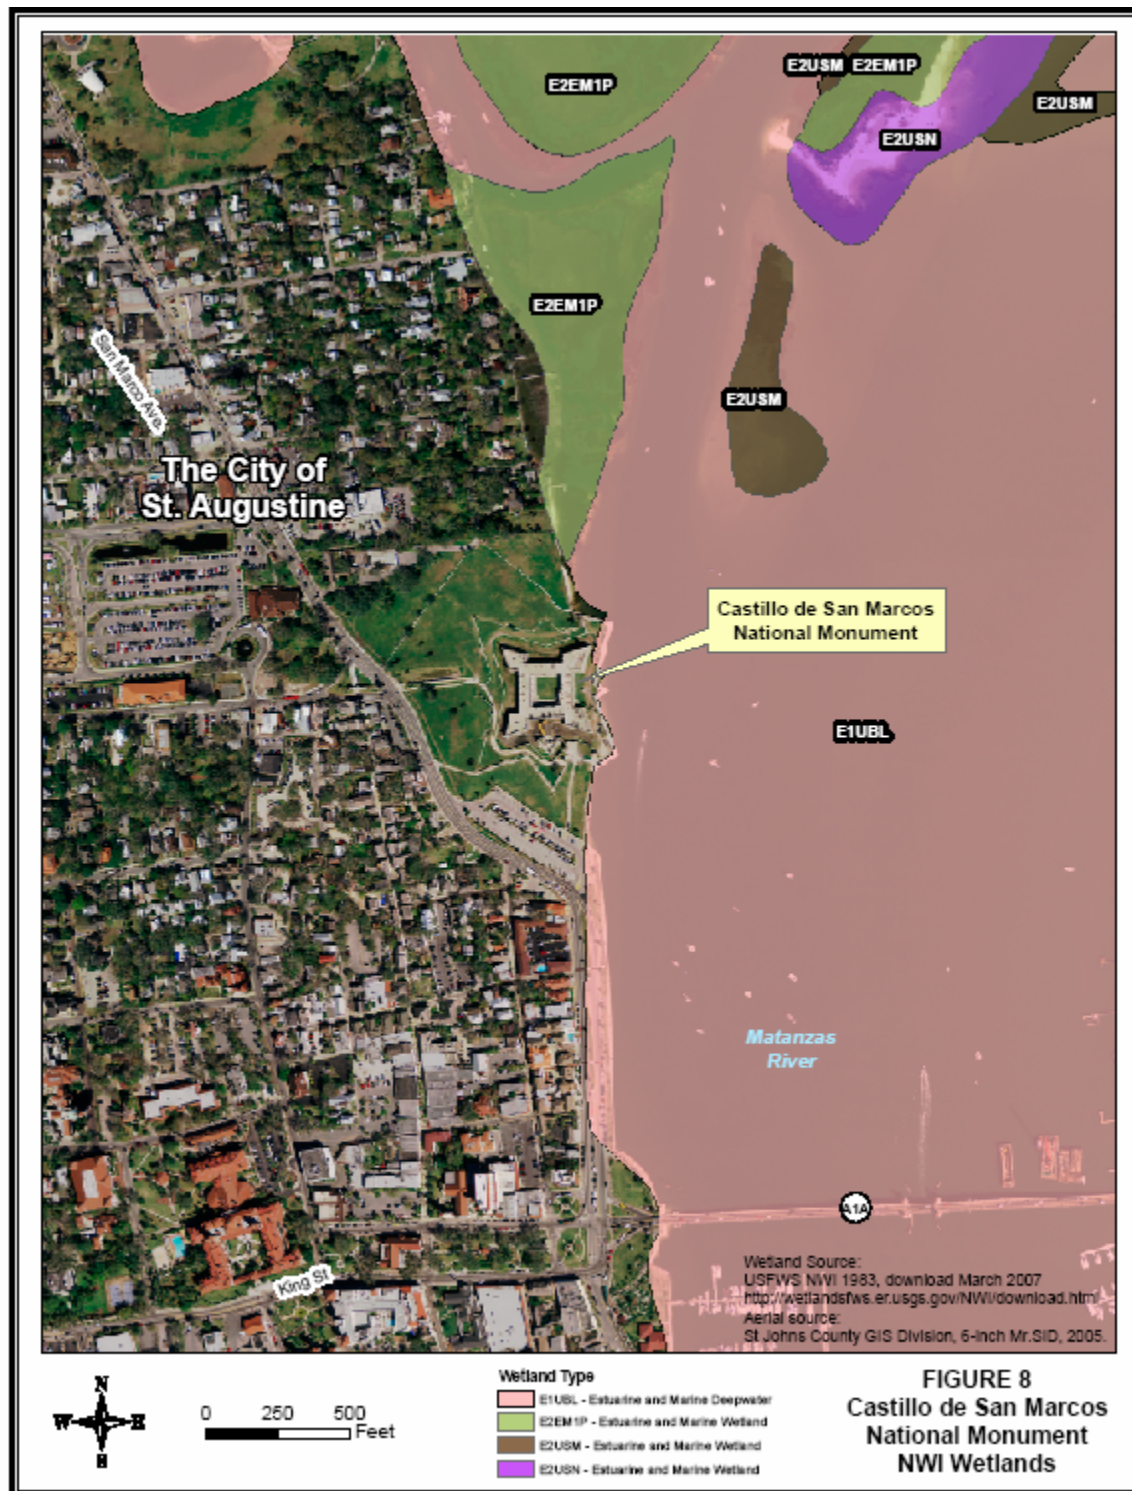 E2EM1P
E2USM
E2EM1P
E2USM
E2USN
E2EM1P
San Marco Ave.
E2USM
The City of
St. Augustine
Castillo de San Marcos
National Monument
E1UBL
Matanzas
River
A1A
King St
Wetland Source:
USFWS NWI 1983, download March 2007
http://wetlandsfws.er.usgs.gov/NWI/download.htm
Aerial source:
St Johns County GIS Division, 6-inch Mr.SID, 2005.
N
W E
S
0 250 500
Feet
Wetland Type
E1UBL - Estuarine and Marine Deepwater
E2EM1P - Estuarine and Marine Wetland
E2USM - Estuarine and Marine Wetland
E2USN - Estuarine and Marine Wetland
FIGURE 8
Castillo de San Marcos
National Monument
NWI Wetlands